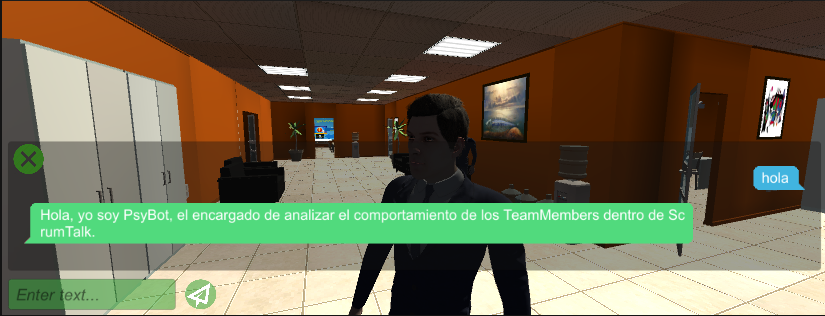 hola
Hola, yo soy PsyBot, el encargado de analizar el comportamiento de los TeamMembers dentro de Sc
rumTalk.
Enter text...